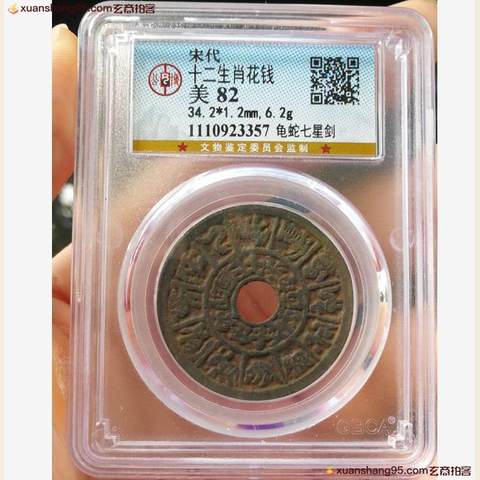 xuanshang95.com玄商拍客
宋代
十二生肖花钱
美 82
34.2*1.2mm,6.2g
1110923357 龟蛇七星剑
★ 文物鉴定委员会监制 ★
GBCA
xuanshang95.com玄商拍客